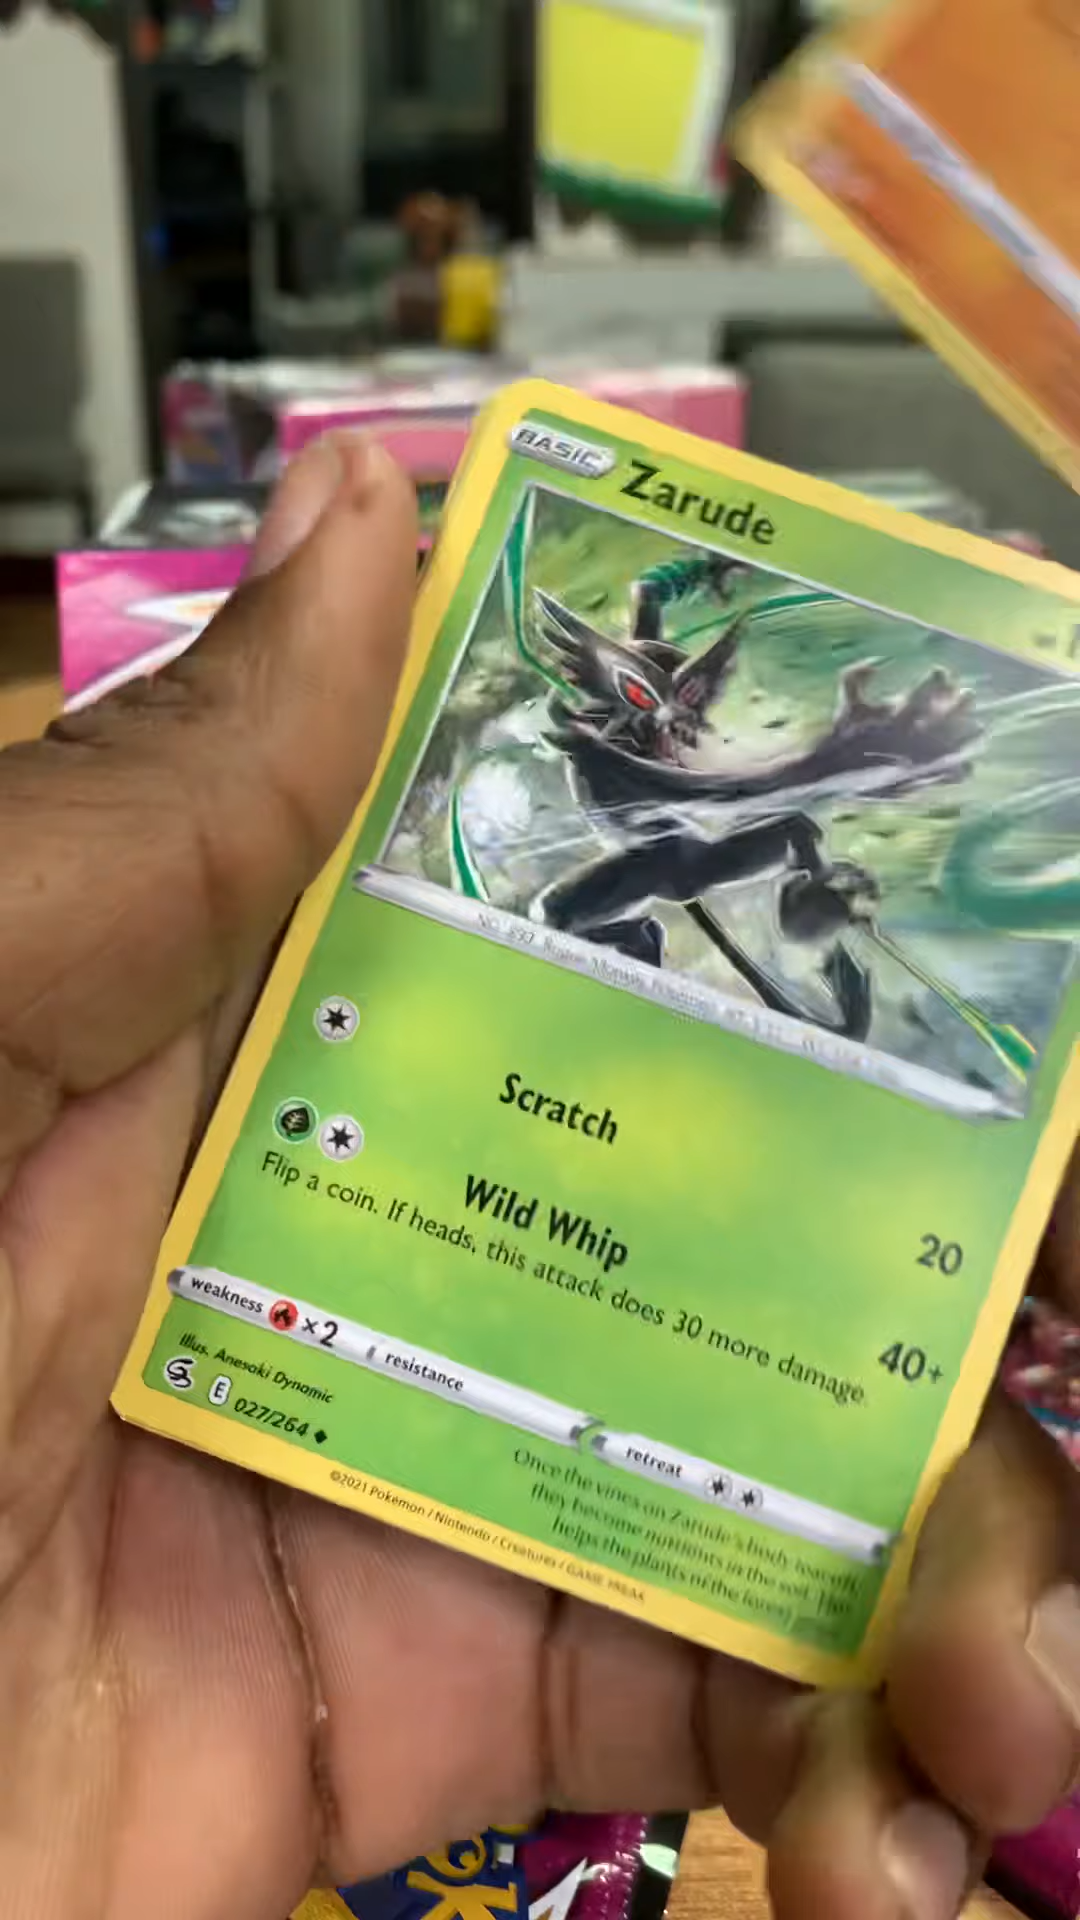 BASIC
Zarude
Scratch
20
Wild Whip
40+
Flip a coin. If heads, this attack does 30 more damage.
weakness ×2
resistance
retreat
Illus. Anesaki Dynamic
E 027/264
Once the vines on Zarude's body tear off,
they become nutrients in the soil. This
helps the plants of the forest
©2021 Pokémon / Nintendo / Creatures / GAME FREAK